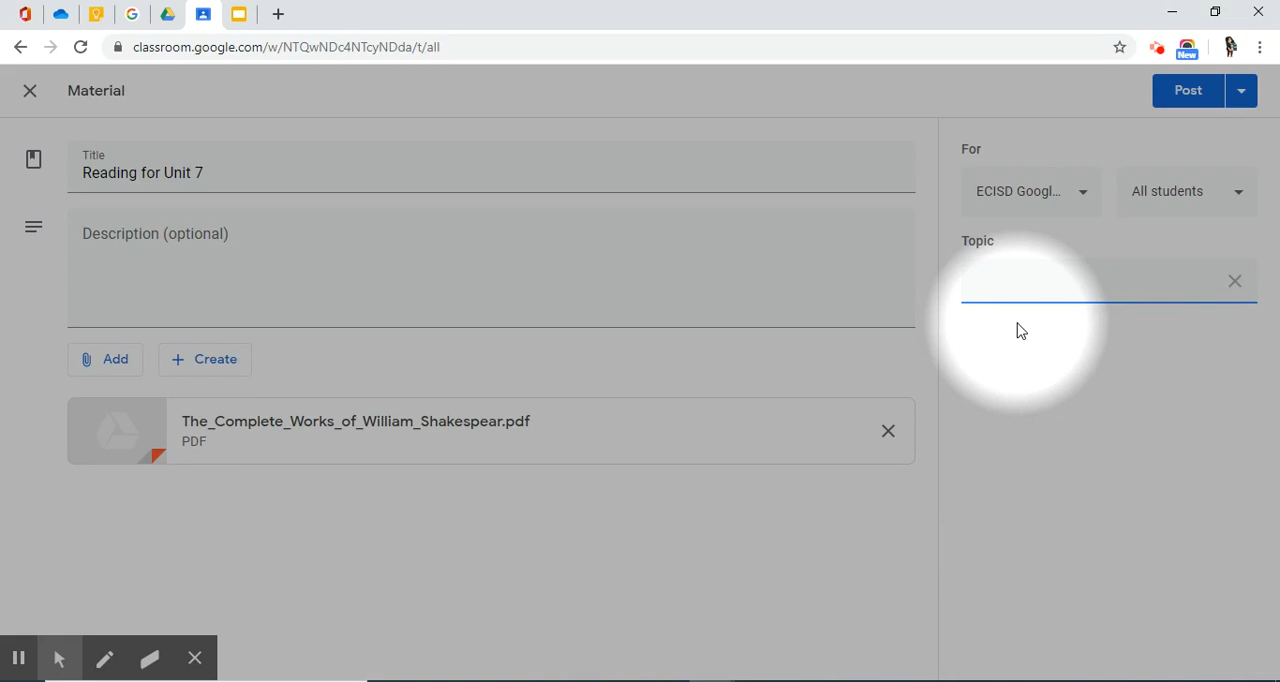 classroom.google.com/w/NTQwNDc4NTcyNDda/t/all
New
Material
Post
Title
Reading for Unit 7
Description (optional)
Add
Create
The_Complete_Works_of_William_Shakespear.pdf
PDF
For
ECISD Googl...
All students
Topic